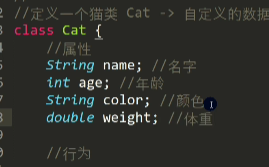 //定义一个猫类 Cat -> 自定义的数据
class Cat {
//属性
String name; //名字
int age; //年龄
String color; //颜色
double weight; //体重
//行为